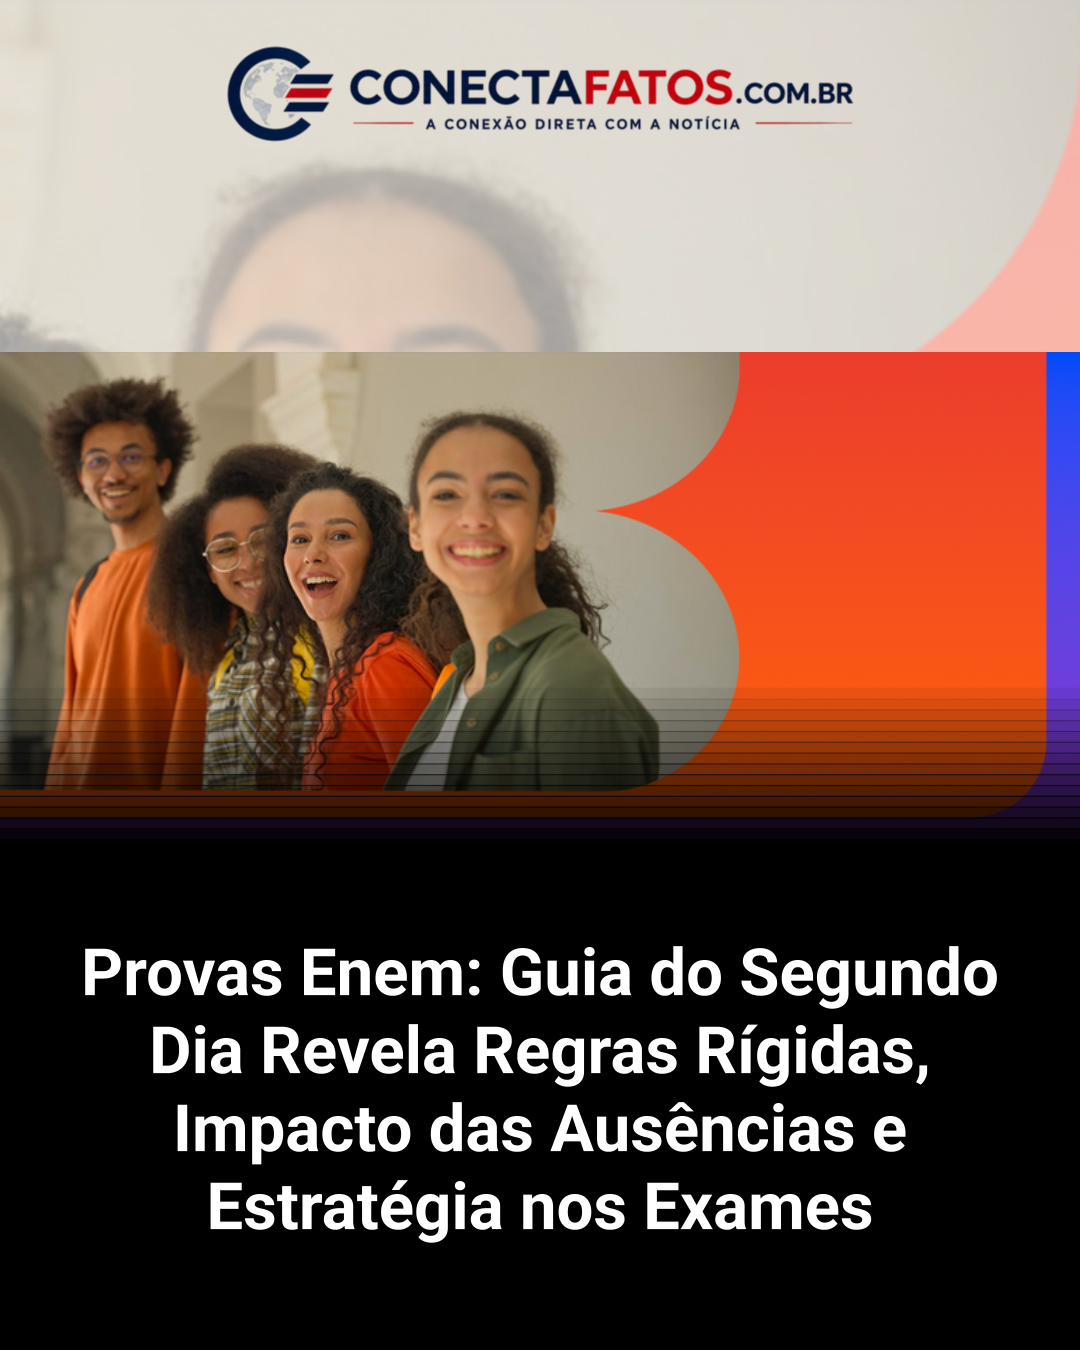 CONECTAFATOS.COM.BR
A CONEXÃO DIRETA COM A NOTÍCIA
Provas Enem: Guia do Segundo
Dia Revela Regras Rígidas,
Impacto das Ausências e
Estratégia nos Exames